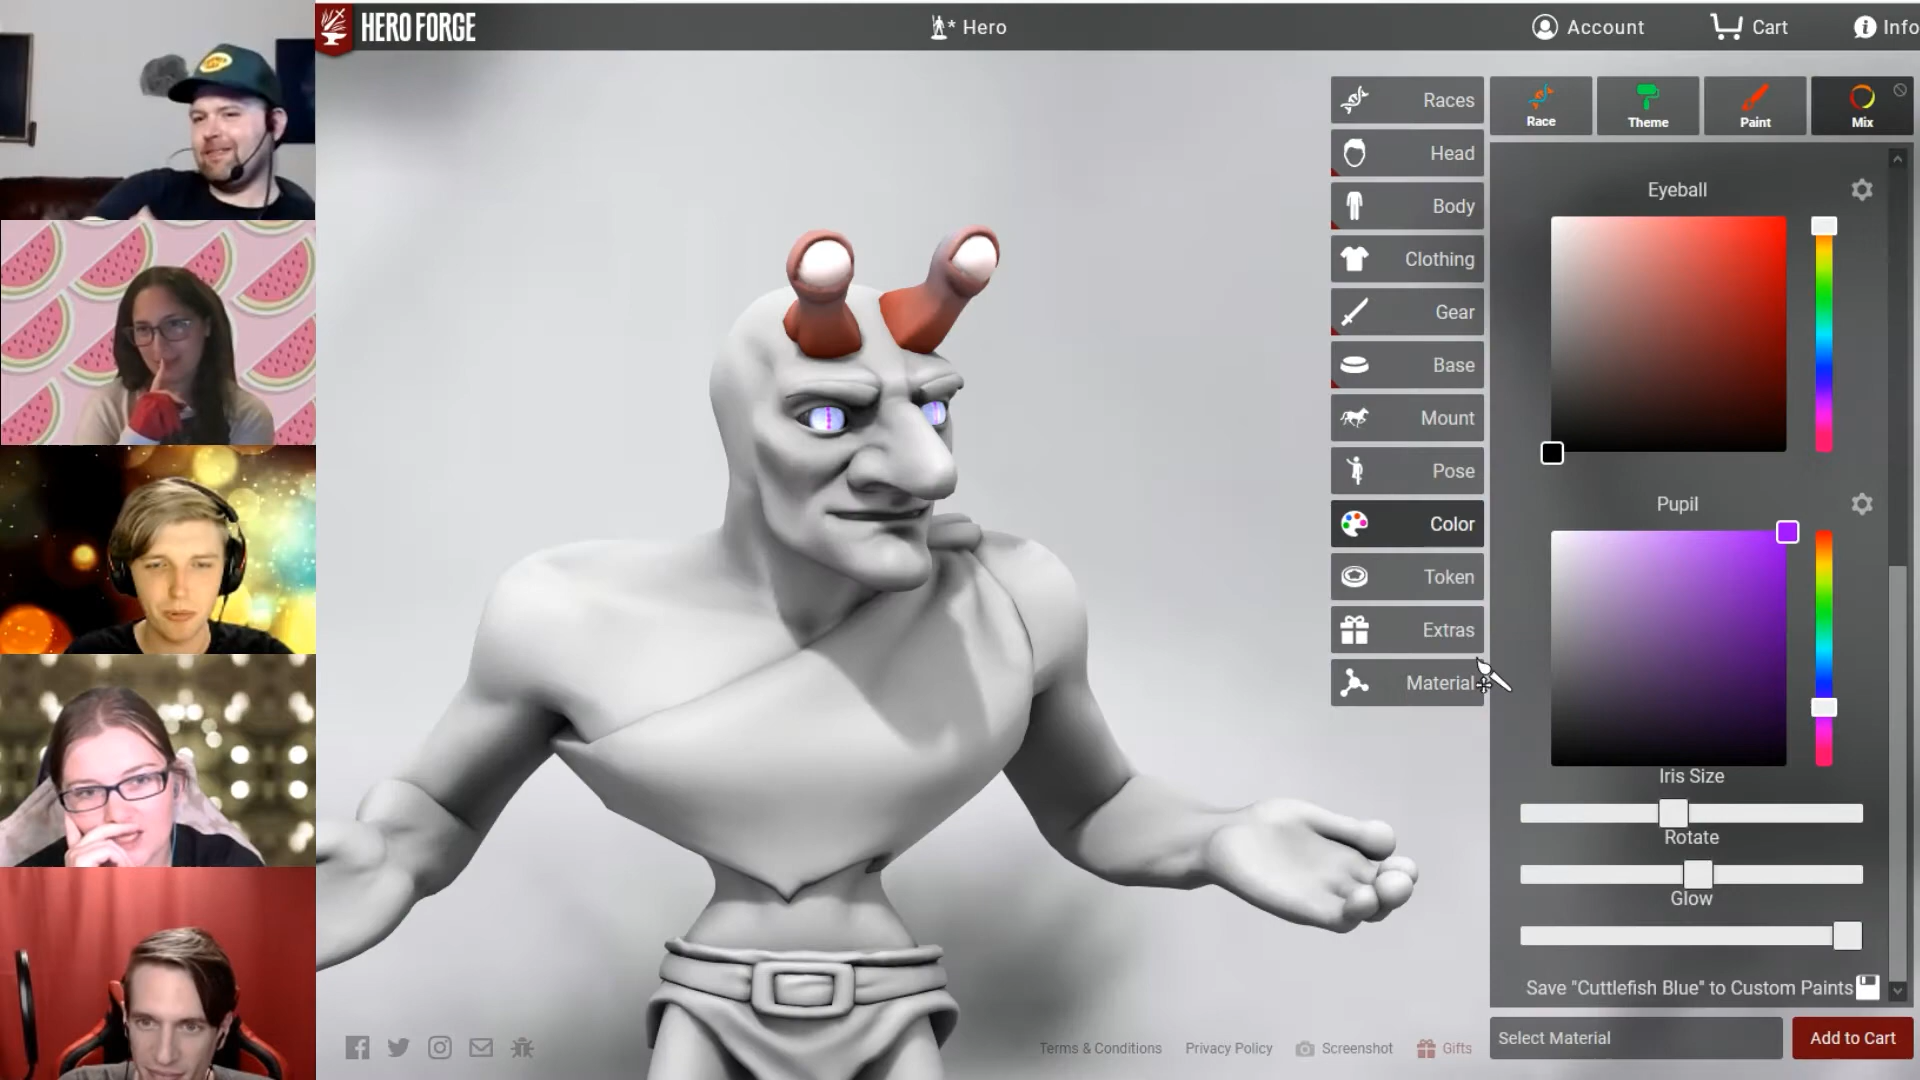 HERO FORGE
* Hero
Account
Cart
Info
Races
Head
Body
Clothing
Gear
Base
Mount
Pose
Color
Token
Extras
Material
Race
Theme
Paint
Mix
Eyeball
Pupil
Iris Size
Rotate
Glow
Save "Cuttlefish Blue" to Custom Paints
Select Material
Add to Cart
Terms & Conditions
Privacy Policy
Screenshot
Gifts